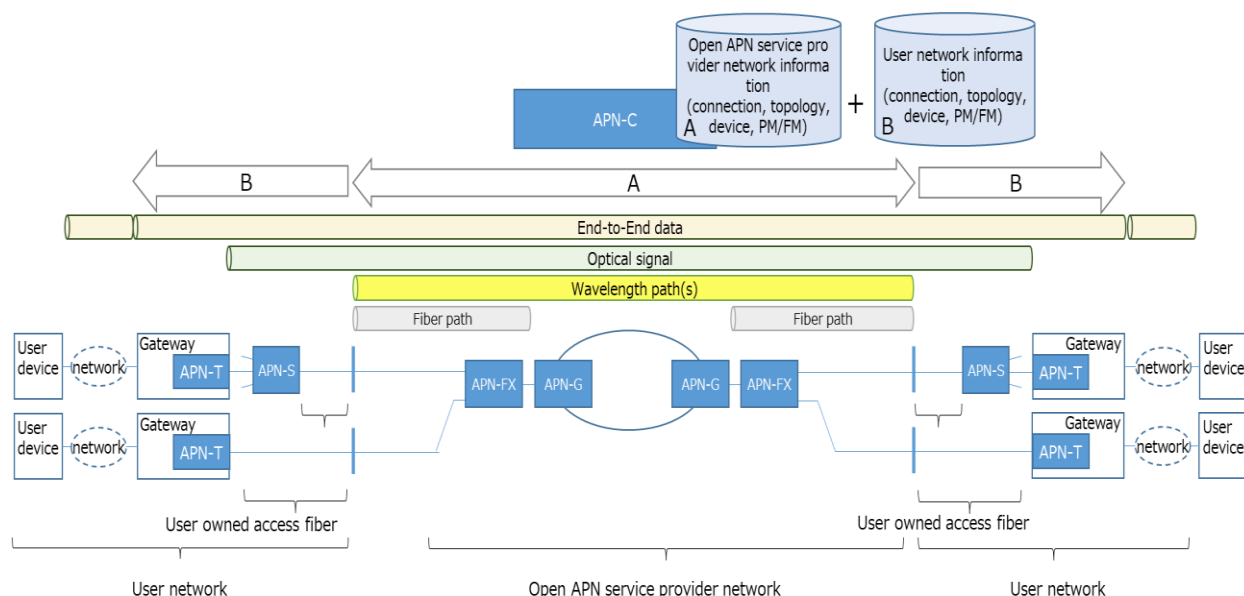 Open APN service pro
vider network informa
tion
(connection, topology,
device, PM/FM)
A
+
User network informa
tion
(connection, topology,
device, PM/FM)
B
APN-C
B
A
B
End-to-End data
Optical signal
Wavelength path(s)
Fiber path
Fiber path
User
device
network
Gateway
APN-T
APN-S
APN-FX
APN-G
APN-G
APN-FX
APN-S
Gateway
APN-T
network
User
device
User
device
network
Gateway
APN-T
Gateway
APN-T
network
User
device
User owned access fiber
User owned access fiber
User network
Open APN service provider network
User network